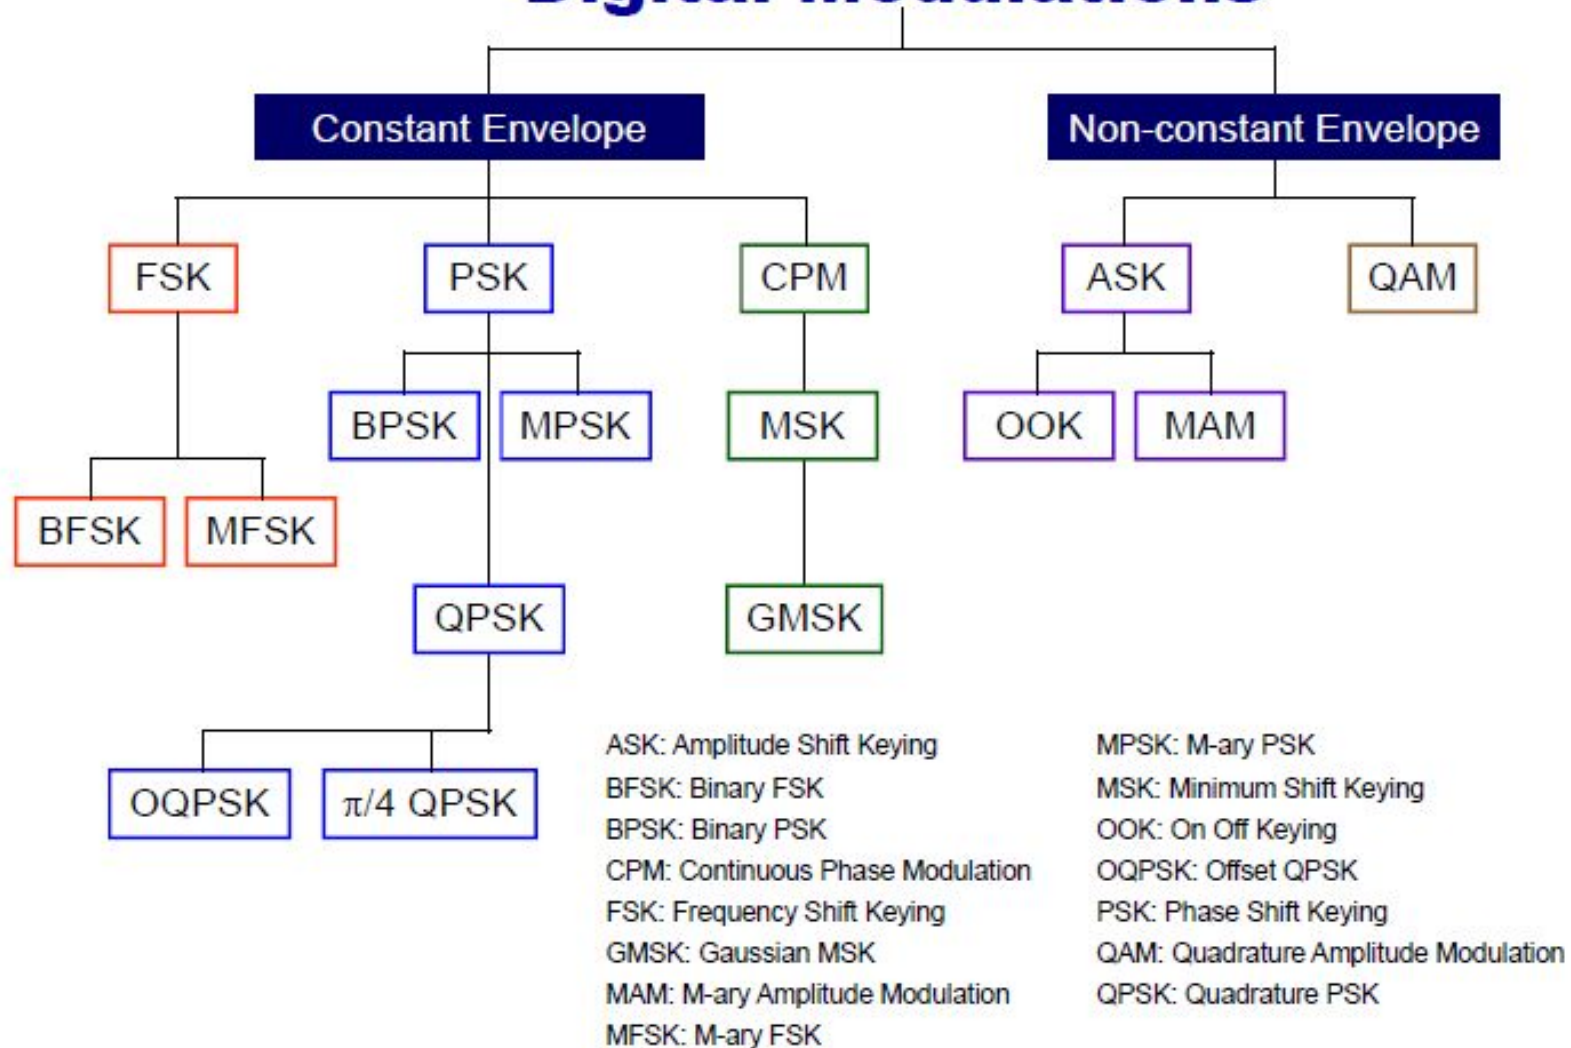 Digital Modulations
Constant Envelope
Non-constant Envelope
FSK
PSK
CPM
ASK
QAM
BPSK
MPSK
MSK
OOK
MAM
BFSK
MFSK
QPSK
GMSK
OQPSK
π/4 QPSK
ASK: Amplitude Shift Keying
BFSK: Binary FSK
BPSK: Binary PSK
CPM: Continuous Phase Modulation
FSK: Frequency Shift Keying
GMSK: Gaussian MSK
MAM: M-ary Amplitude Modulation
MFSK: M-ary FSK
MPSK: M-ary PSK
MSK: Minimum Shift Keying
OOK: On Off Keying
OQPSK: Offset QPSK
PSK: Phase Shift Keying
QAM: Quadrature Amplitude Modulation
QPSK: Quadrature PSK